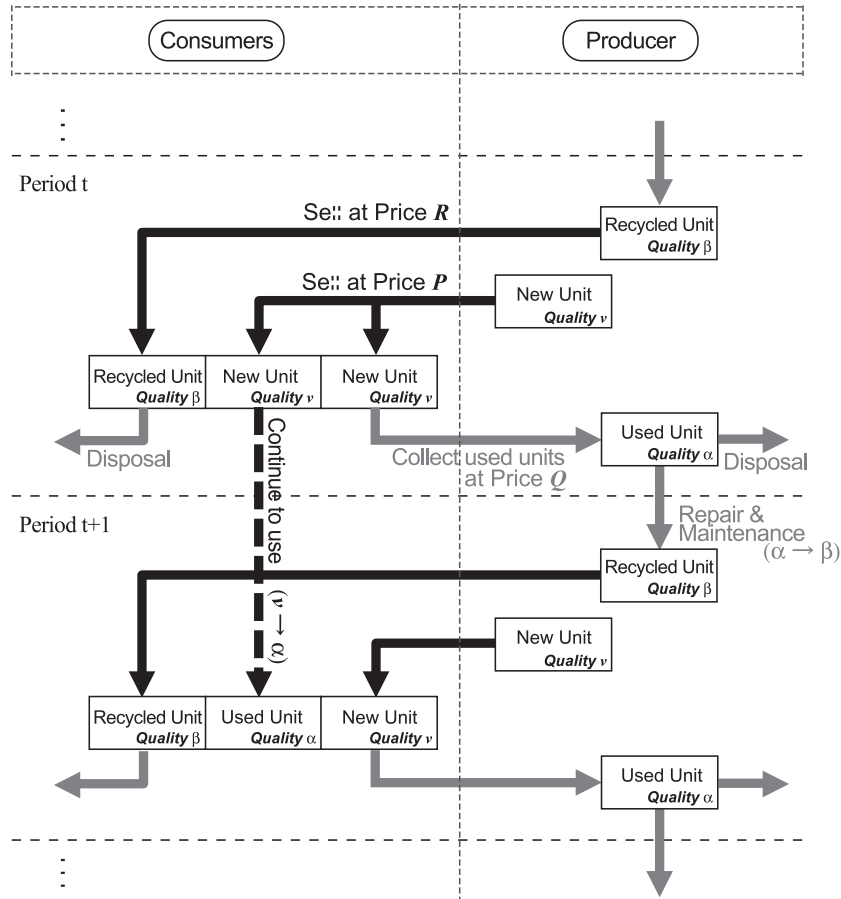 Consumers
Producer
Period t
Se:: at Price R
Recycled Unit
Quality β
Se:: at Price P
New Unit
Quality v
Recycled Unit
Quality β
New Unit
Quality v
New Unit
Quality v
Disposal
Continue to use
(v → α)
Collect used units
at Price Q
Used Unit
Quality α
Disposal
Period t+1
Repair &
Maintenance
(α → β)
Recycled Unit
Quality β
New Unit
Quality v
Recycled Unit
Quality β
Used Unit
Quality α
New Unit
Quality v
Used Unit
Quality α